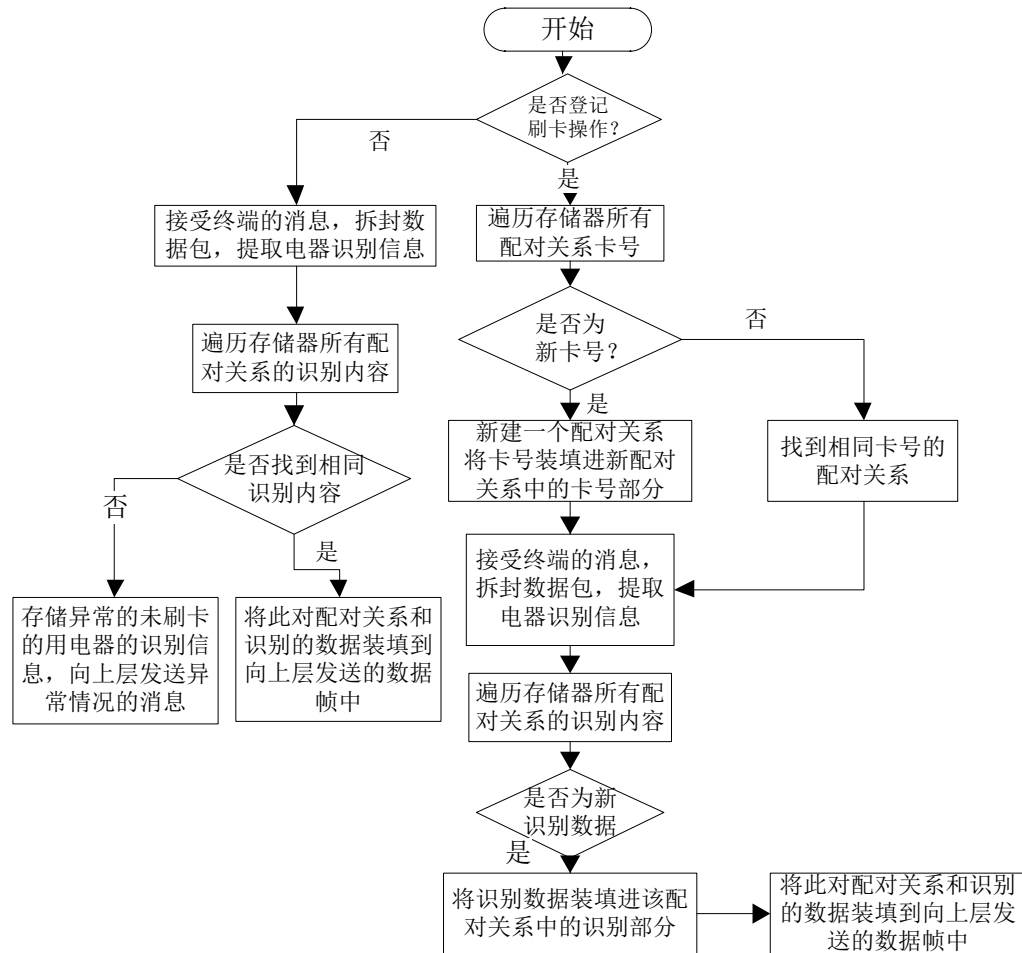 开始
是否登记
刷卡操作?
否
是
接受终端的消息，拆封数
据包，提取电器识别信息
遍历存储器所有
配对关系卡号
遍历存储器所有配
对关系的识别内容
是否为
新卡号?
否
是
是否找到相同
识别内容
否
是
新建一个配对关系
将卡号装填进新配对
关系中的卡号部分
找到相同卡号的
配对关系
接受终端的消息，
拆封数据包，提取
电器识别信息
存储异常的未刷卡
的用电器的识别信
息，向上层发送异
常情况的消息
将此对配对关系和
识别的数据装填到
向上层发送的数据
帧中
遍历存储器所有配
对关系的识别内容
是否为新
识别数据
是
将识别数据装填进该配
对关系中的识别部分
将此对配对关系和识别
的数据装填到向上层发
送的数据帧中